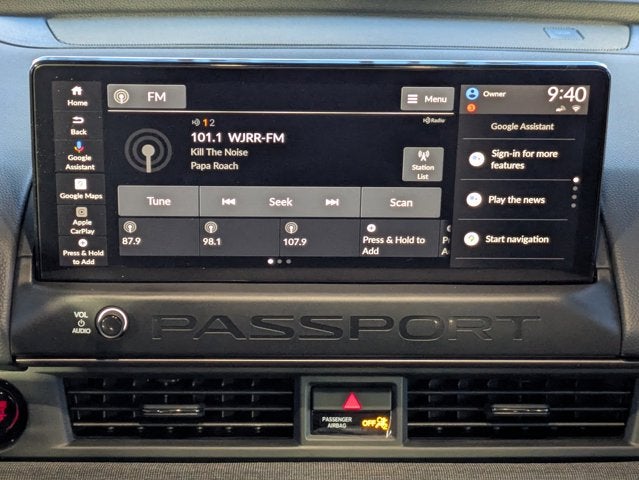 Home
FM
Menu
Owner
9:40
Back
HD 1 2
HD Radio
101.1 WJRR-FM
Google Assistant
Kill The Noise
Papa Roach
Google
Assistant
Station
List
Sign-in for more
features
Google Maps
Tune
Seek
Scan
Play the news
Apple
CarPlay
87.9
98.1
107.9
Press & Hold to
Add
Start navigation
Press & Hold
to Add
VOL
AUDIO
PASSPORT
PASSENGER
AIRBAG
OFF